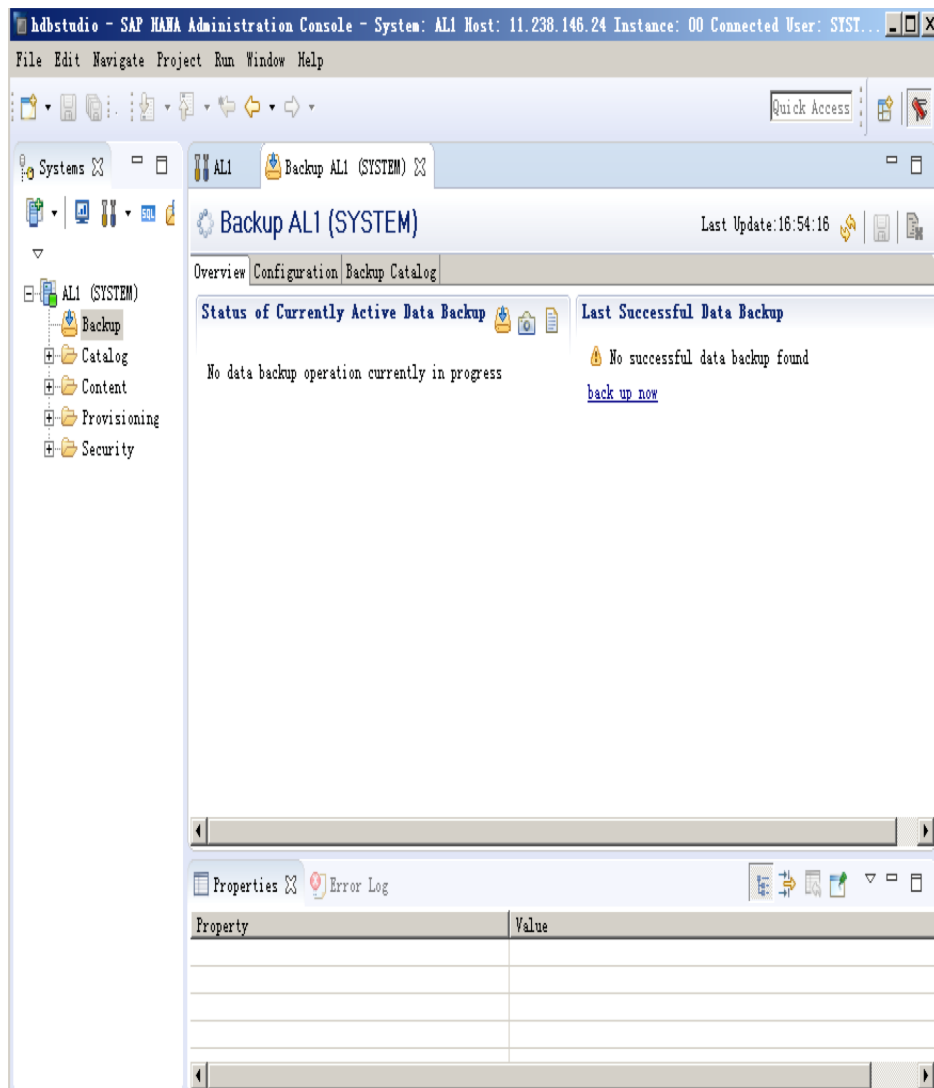 hdbstudio - SAP HANA Administration Console - System: AL1 Host: 11.238.146.24 Instance: 00 Connected User: SYST...
File Edit Navigate Project Run Window Help
Quick Access
Systems
AL1
Backup AL1 (SYSTEM)
SQL
Backup AL1 (SYSTEM)
Last Update:16:54:16
Overview Configuration Backup Catalog
AL1 (SYSTEM)
Backup
Catalog
Content
Provisioning
Security
Status of Currently Active Data Backup
No data backup operation currently in progress
Last Successful Data Backup
No successful data backup found
back up now
Properties
Error Log
Property
Value